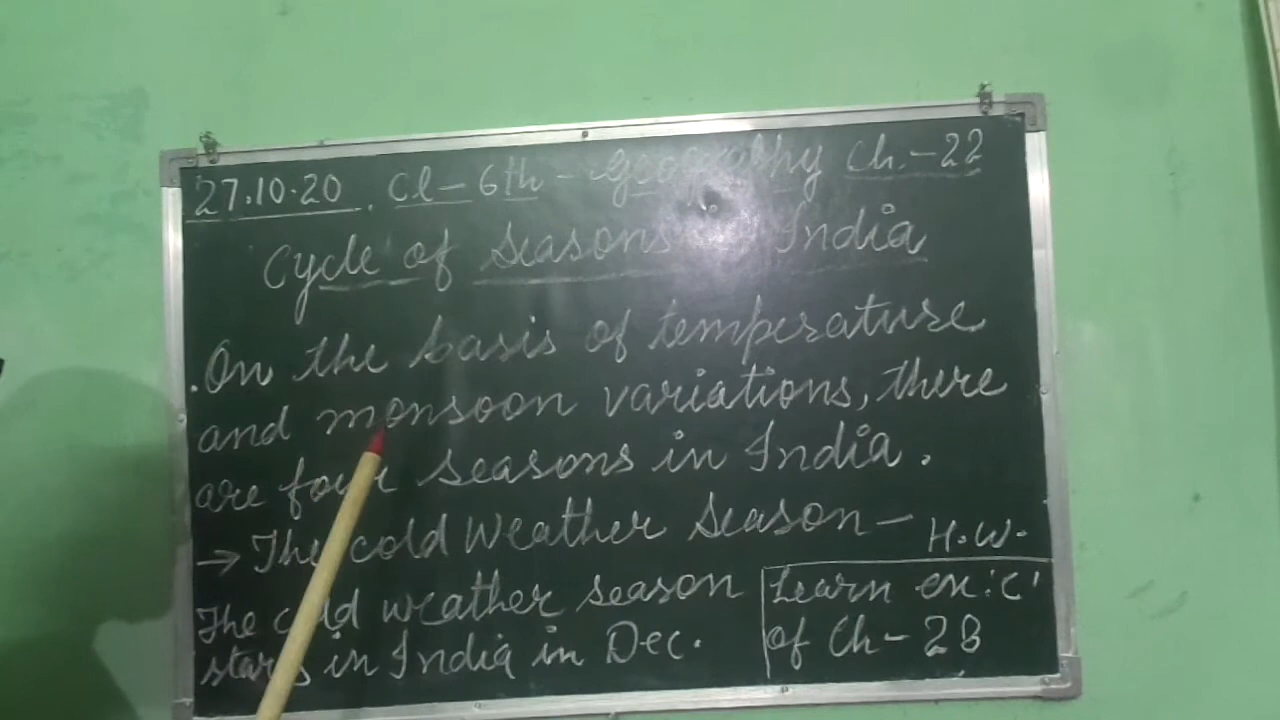 27.10.20. Cl-6th-Geography Ch.-22
Cycle of Seasons India
.On the basis of temperature
and monsoon variations, there
are four seasons in India.
→ The cold Weather Season-
The cold weather season
starts in India in Dec.
H.W.
Learn ex:'C'
of Ch-